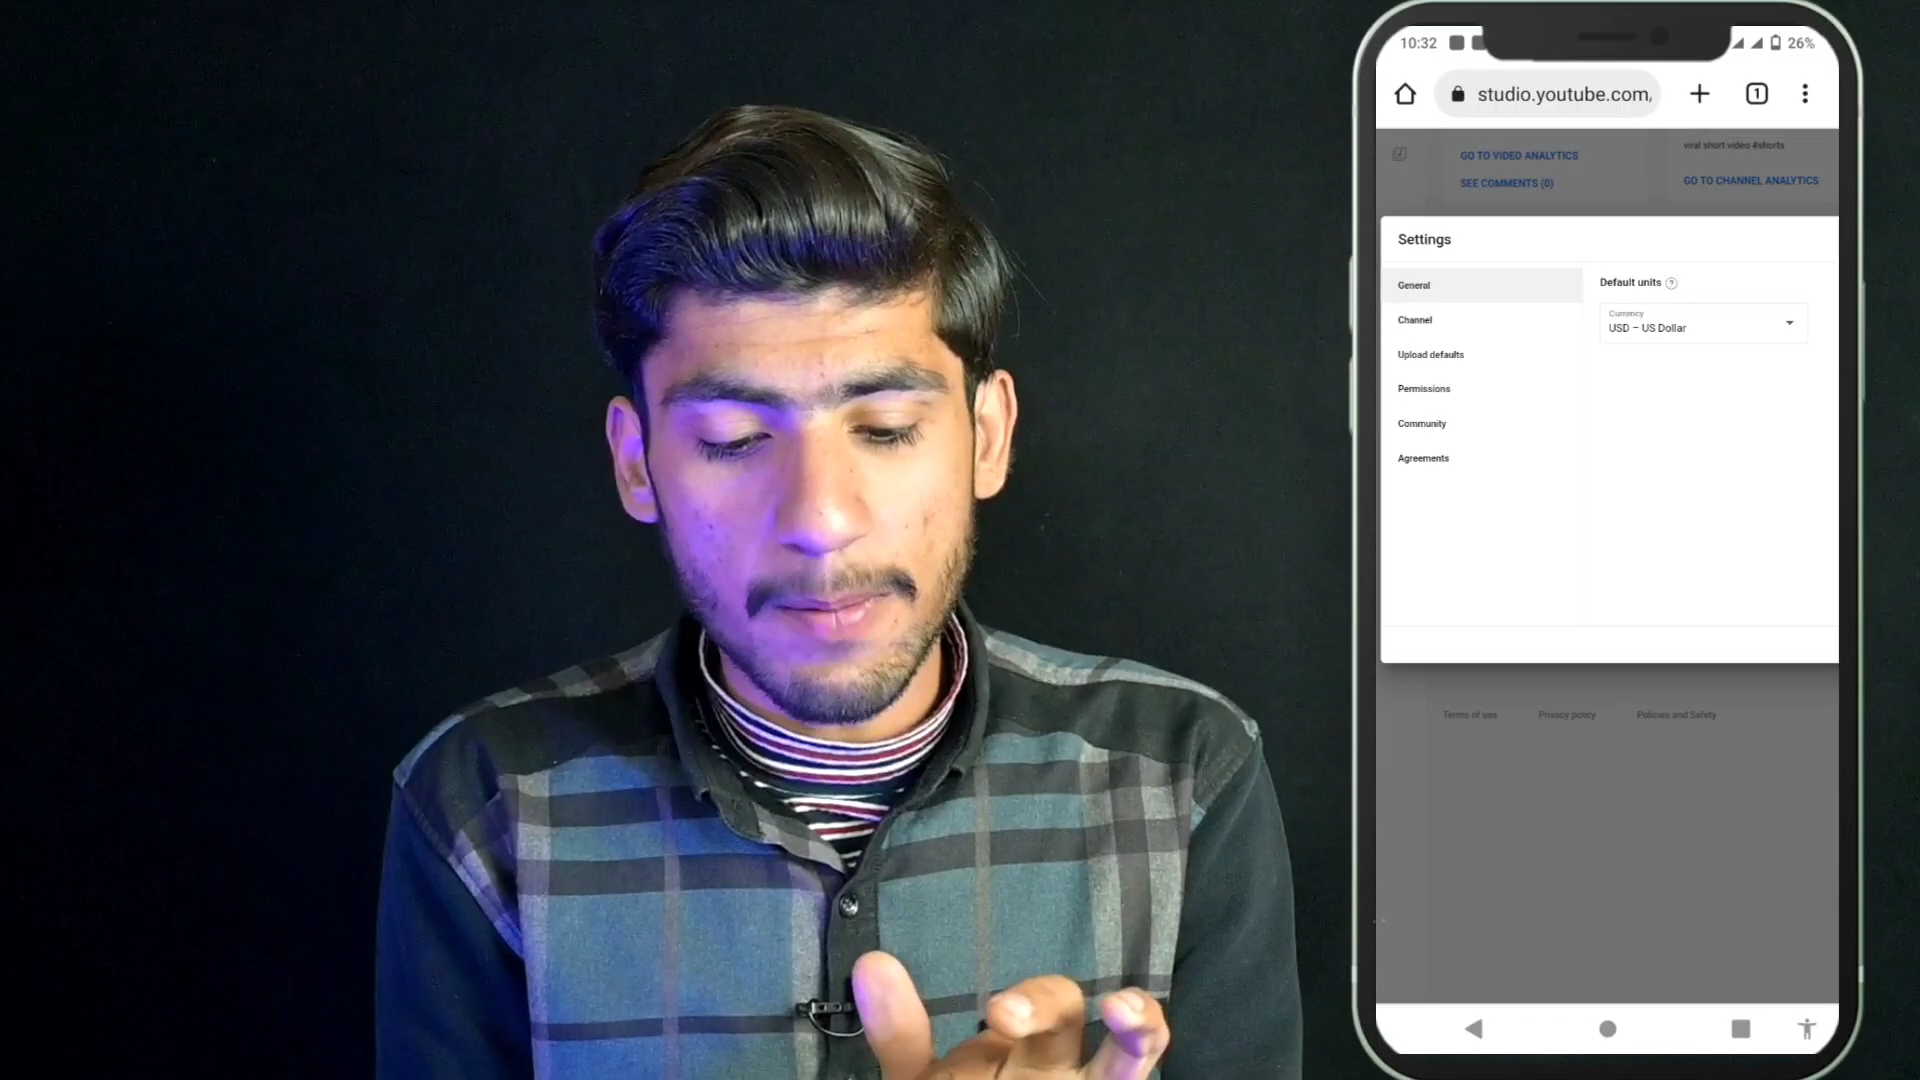 10:32
26%
studio.youtube.com,
1
viral short video #shorts
GO TO VIDEO ANALYTICS
SEE COMMENTS (0)
GO TO CHANNEL ANALYTICS
Settings
General
Channel
Upload defaults
Permissions
Community
Agreements
Default units ?
Currency
USD – US Dollar
Terms of use
Privacy policy
Policies and Safety